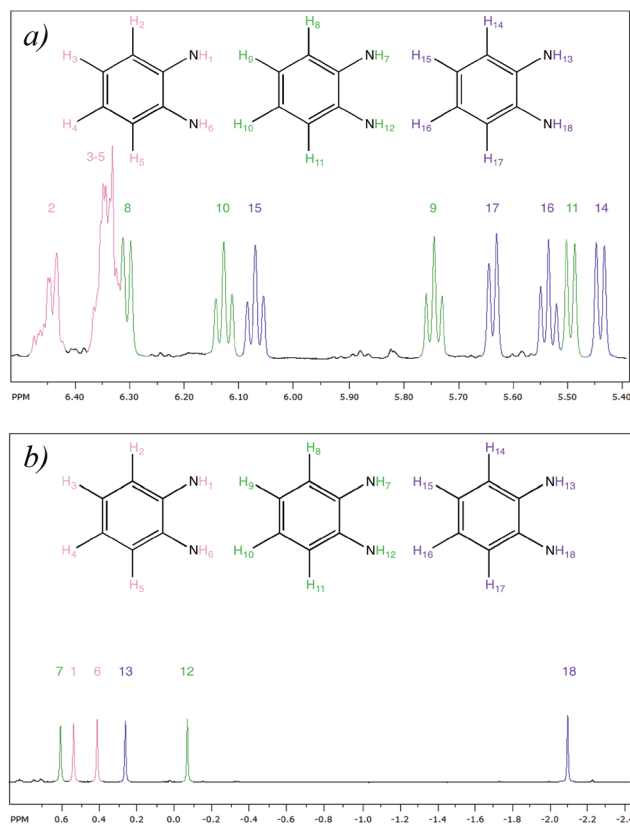 a)
H2 H8 H14
H3 NH1 H9 NH7 H15 NH13
H4 NH6 H10 NH12 H16 NH18
H5 H11 H17
3-5
2 8 10 15 9 17 16 11 14
PPM 6.40 6.30 6.20 6.10 6.00 5.90 5.80 5.70 5.60 5.50 5.40
b)
H2 H8 H14
H3 NH1 H9 NH7 H15 NH13
H4 NH6 H10 NH12 H16 NH18
H5 H11 H17
7 1 6 13 12 18
PPM 0.6 0.4 0.2 0.0 -0.2 -0.4 -0.6 -0.8 -1.0 -1.2 -1.4 -1.6 -1.8 -2.0 -2.2 -2.4